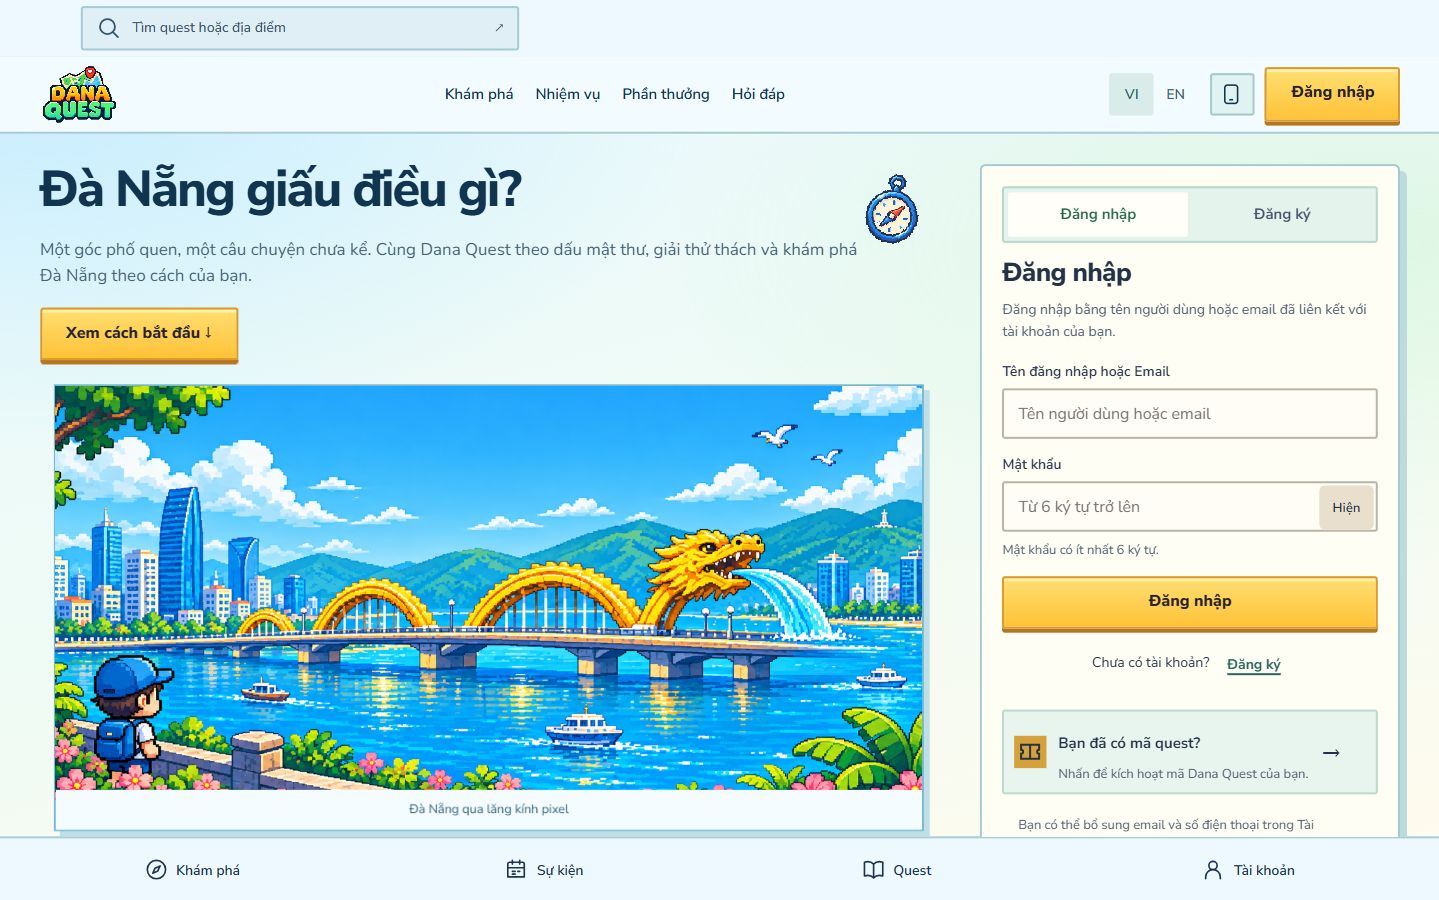 Tìm quest hoặc địa điểm
DANA QUEST
Khám phá
Nhiệm vụ
Phần thưởng
Hỏi đáp
VI
EN
Đăng nhập
Đà Nẵng giấu điều gì?
Một góc phố quen, một câu chuyện chưa kể. Cùng Dana Quest theo dấu mật thư, giải thử thách và khám phá
Đà Nẵng theo cách của bạn.
Xem cách bắt đầu ↓
Đà Nẵng qua lăng kính pixel
Đăng nhập
Đăng ký
Đăng nhập
Đăng nhập bằng tên người dùng hoặc email đã liên kết với
tài khoản của bạn.
Tên đăng nhập hoặc Email
Tên người dùng hoặc email
Mật khẩu
Từ 6 ký tự trở lên
Hiện
Mật khẩu có ít nhất 6 ký tự.
Đăng nhập
Chưa có tài khoản? Đăng ký
Bạn đã có mã quest?
Nhấn để kích hoạt mã Dana Quest của bạn.
Bạn có thể bổ sung email và số điện thoại trong Tài
Khám phá
Sự kiện
Quest
Tài khoản